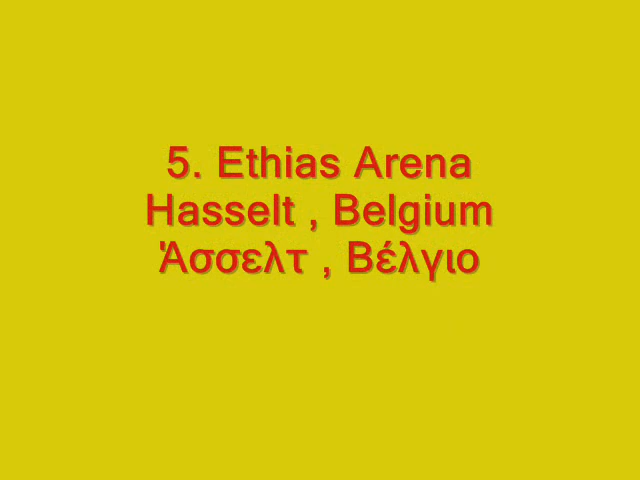 5. Ethias Arena
Hasselt , Belgium
Άσσελτ , Βέλγιο